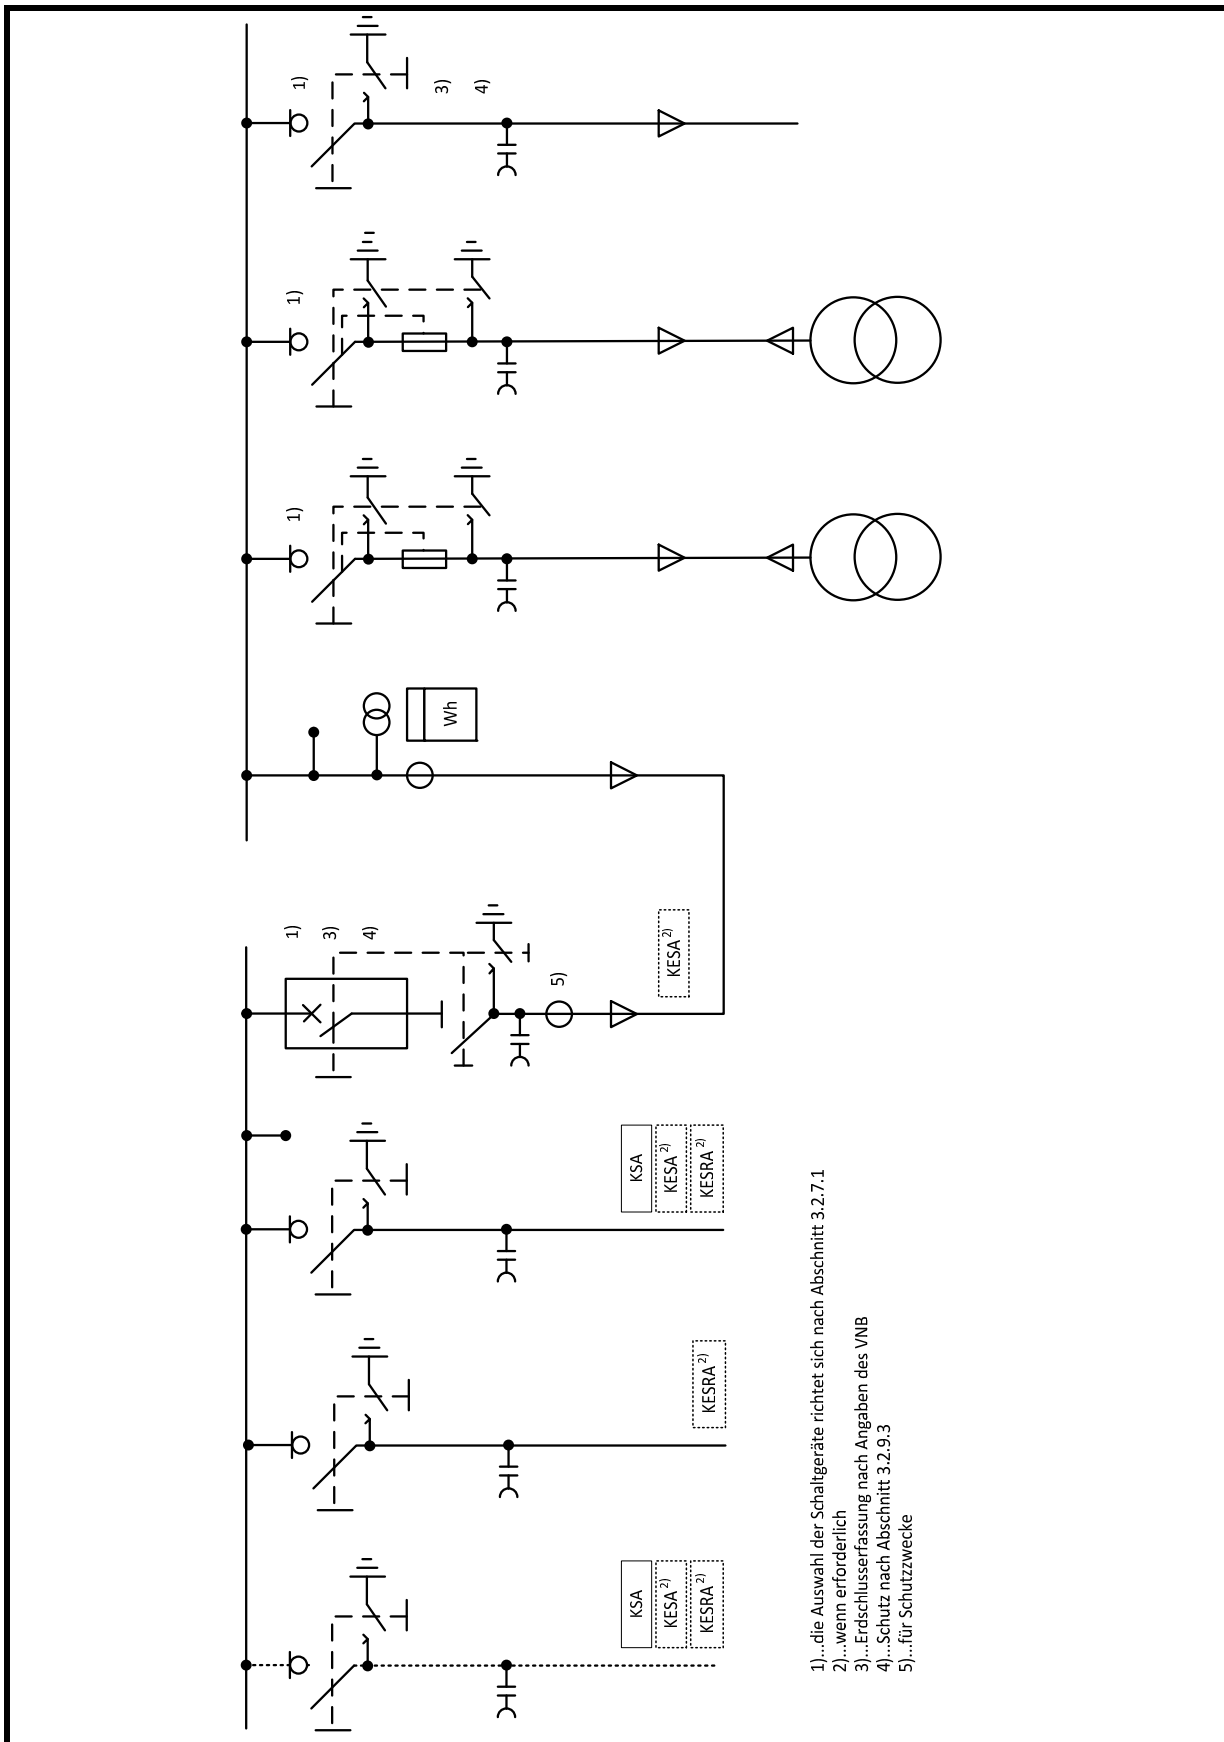 1)
3)
4)
1)
1)
Wh
1)
3)
4)
5)
KESA 2)
KSA
KESA 2)
KESRA 2)
KESRA 2)
KSA
KESA 2)
KESRA 2)
1)...die Auswahl der Schaltgeräte richtet sich nach Abschnitt 3.2.7.1
2)...wenn erforderlich
3)...Erdschlusserfassung nach Angaben des VNB
4)...Schutz nach Abschnitt 3.2.9.3
5)...für Schutzzwecke